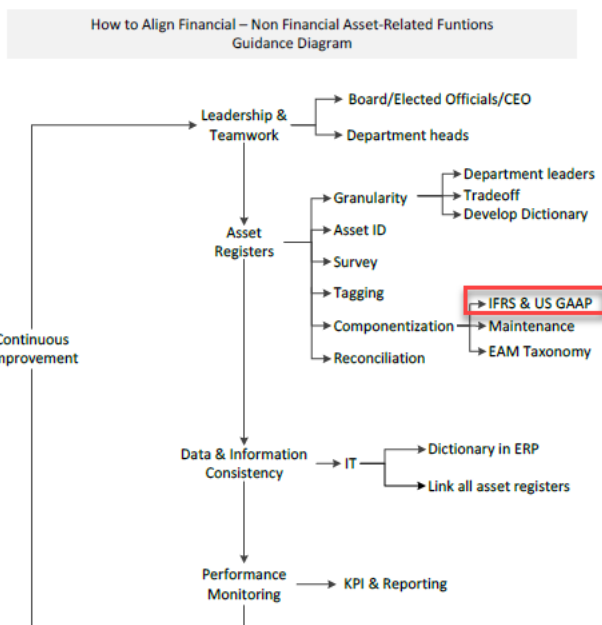 How to Align Financial – Non Financial Asset-Related Funtions
Guidance Diagram
Board/Elected Officials/CEO
Leadership &
Teamwork
Department heads
Department leaders
Granularity
Tradeoff
Develop Dictionary
Asset
Registers
Asset ID
Survey
Tagging
IFRS & US GAAP
Componentization
Maintenance
EAM Taxonomy
Reconciliation
Continuous
mprovement
Data & Information
Consistency
IT
Dictionary in ERP
Link all asset registers
Performance
Monitoring
KPI & Reporting